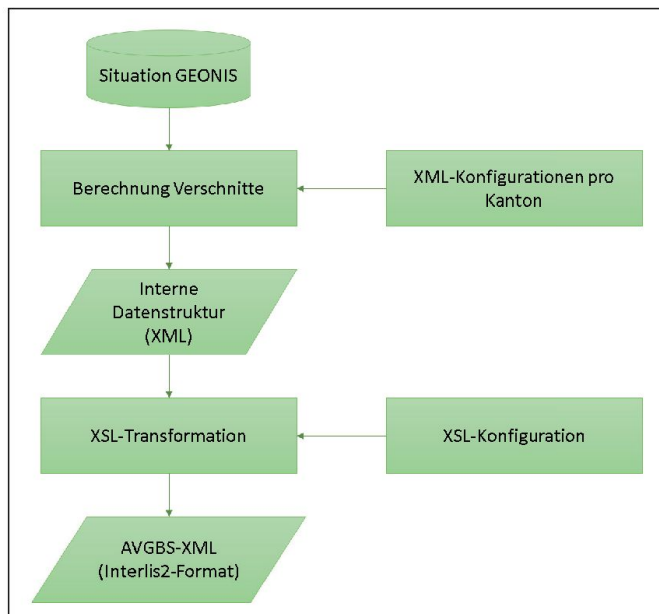 Situation GEONIS
Berechnung Verschnitte
XML-Konfigurationen pro
Kanton
Interne
Datenstruktur
(XML)
XSL-Transformation
XSL-Konfiguration
AVGBS-XML
(Interlis2-Format)